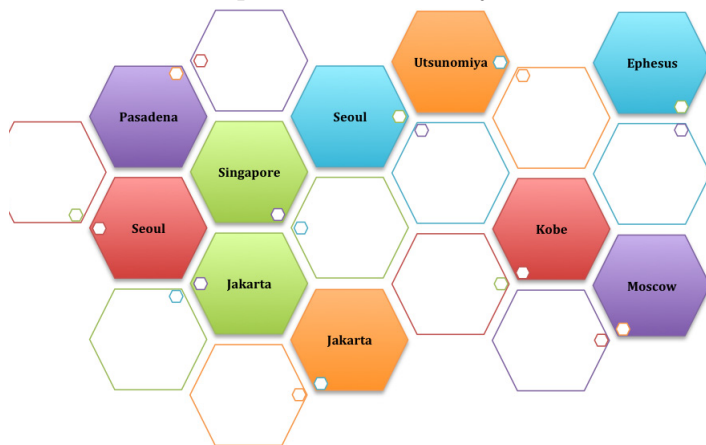 Utsunomiya
Ephesus
Pasadena
Seoul
Singapore
Seoul
Kobe
Jakarta
Moscow
Jakarta